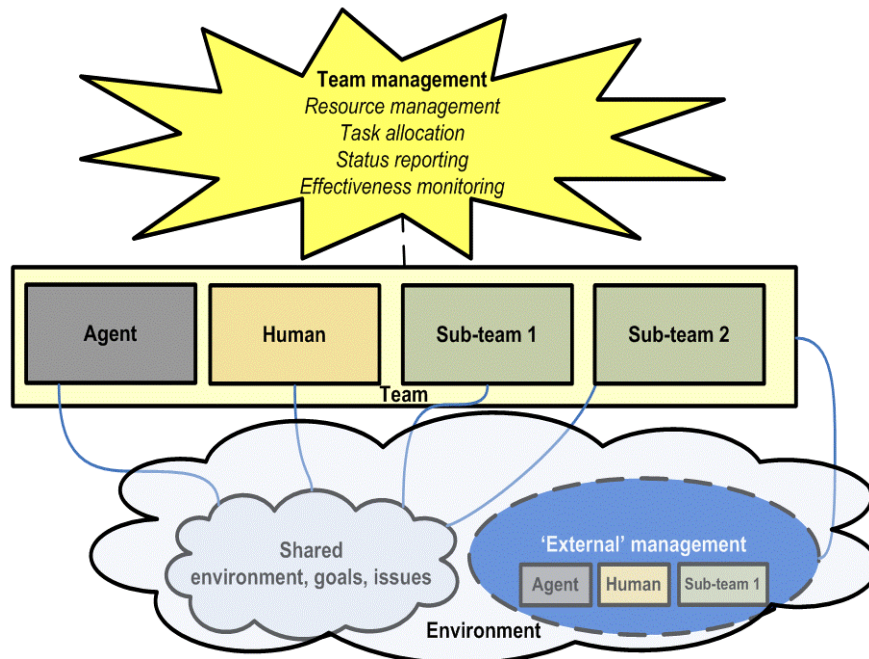 Team management
Resource management
Task allocation
Status reporting
Effectiveness monitoring
Agent
Human
Sub-team 1
Sub-team 2
Team
Shared
environment, goals, issues
‘External’ management
Agent
Human
Sub-team 1
Environment